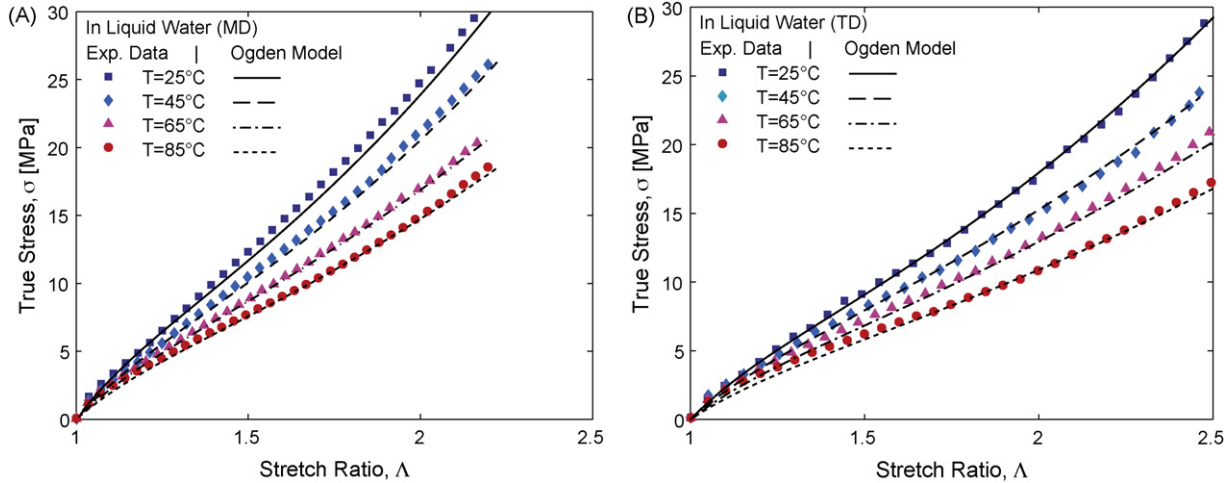 (A)
In Liquid Water (MD)
Exp. Data | Ogden Model
T=25°C
T=45°C
T=65°C
T=85°C
30
25
20
15
10
5
0
1
1.5
2
2.5
True Stress, σ [MPa]
Stretch Ratio, Λ
(B)
In Liquid Water (TD)
Exp. Data | Ogden Model
T=25°C
T=45°C
T=65°C
T=85°C
30
25
20
15
10
5
0
1
1.5
2
2.5
True Stress, σ [MPa]
Stretch Ratio, Λ